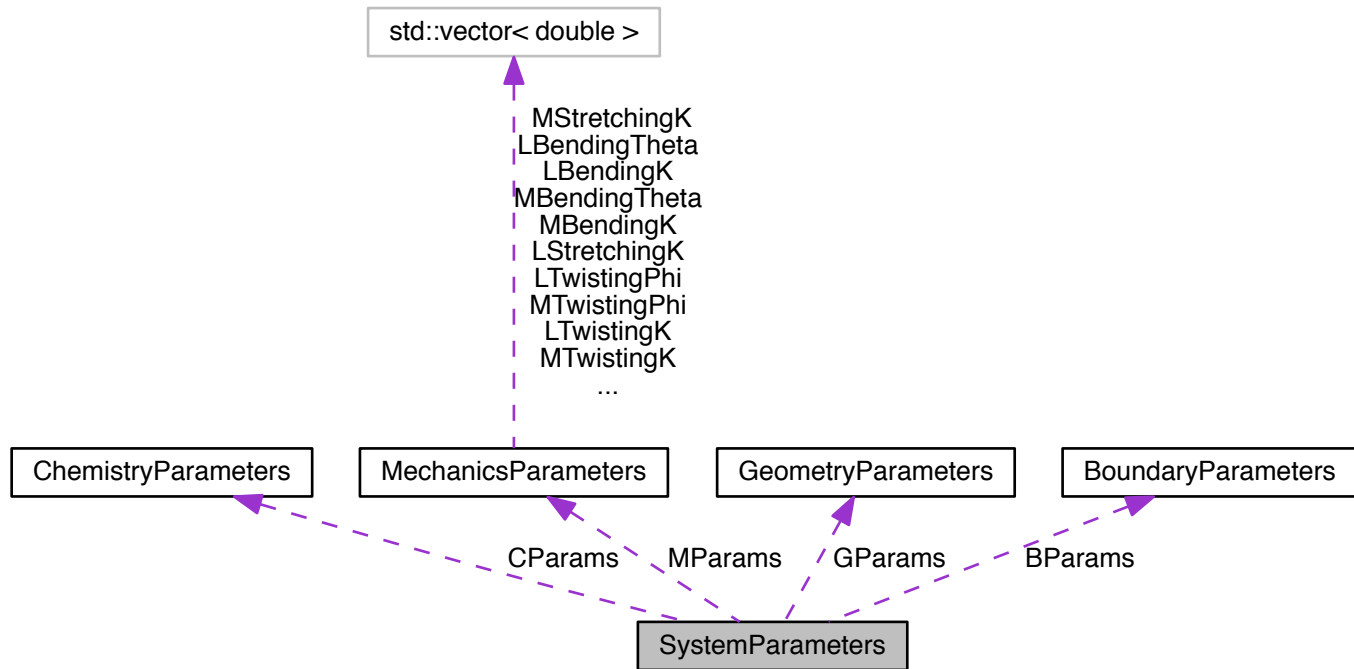 std::vector< double >
MStretchingK
LBendingTheta
LBendingK
MBendingTheta
MBendingK
LStretchingK
LTwistingPhi
MTwistingPhi
LTwistingK
MTwistingK
...
ChemistryParameters
MechanicsParameters
GeometryParameters
BoundaryParameters
CParams
MParams
GParams
BParams
SystemParameters